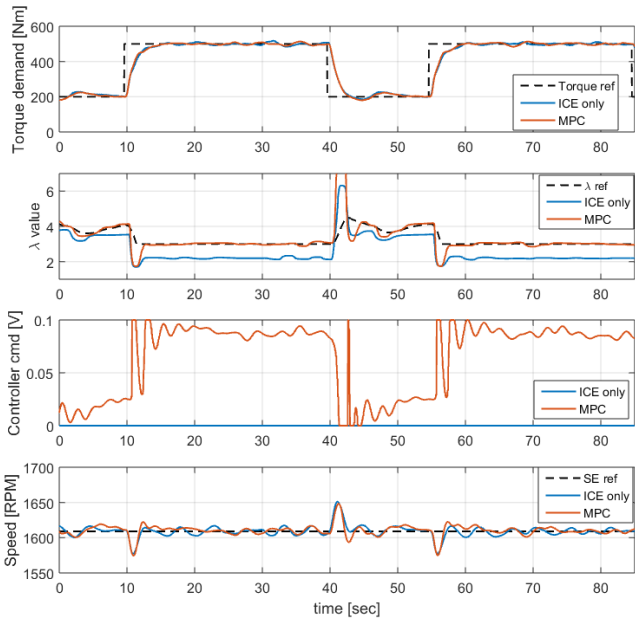 Torque demand [Nm]
600
400
200
0
Torque ref
ICE only
MPC
0 10 20 30 40 50 60 70 80
λ value
6
4
2
λ ref
ICE only
MPC
0 10 20 30 40 50 60 70 80
Controller cmd [V]
0.1
0.05
0
ICE only
MPC
0 10 20 30 40 50 60 70 80
Speed [RPM]
1700
1650
1600
1550
SE ref
ICE only
MPC
0 10 20 30 40 50 60 70 80
time [sec]